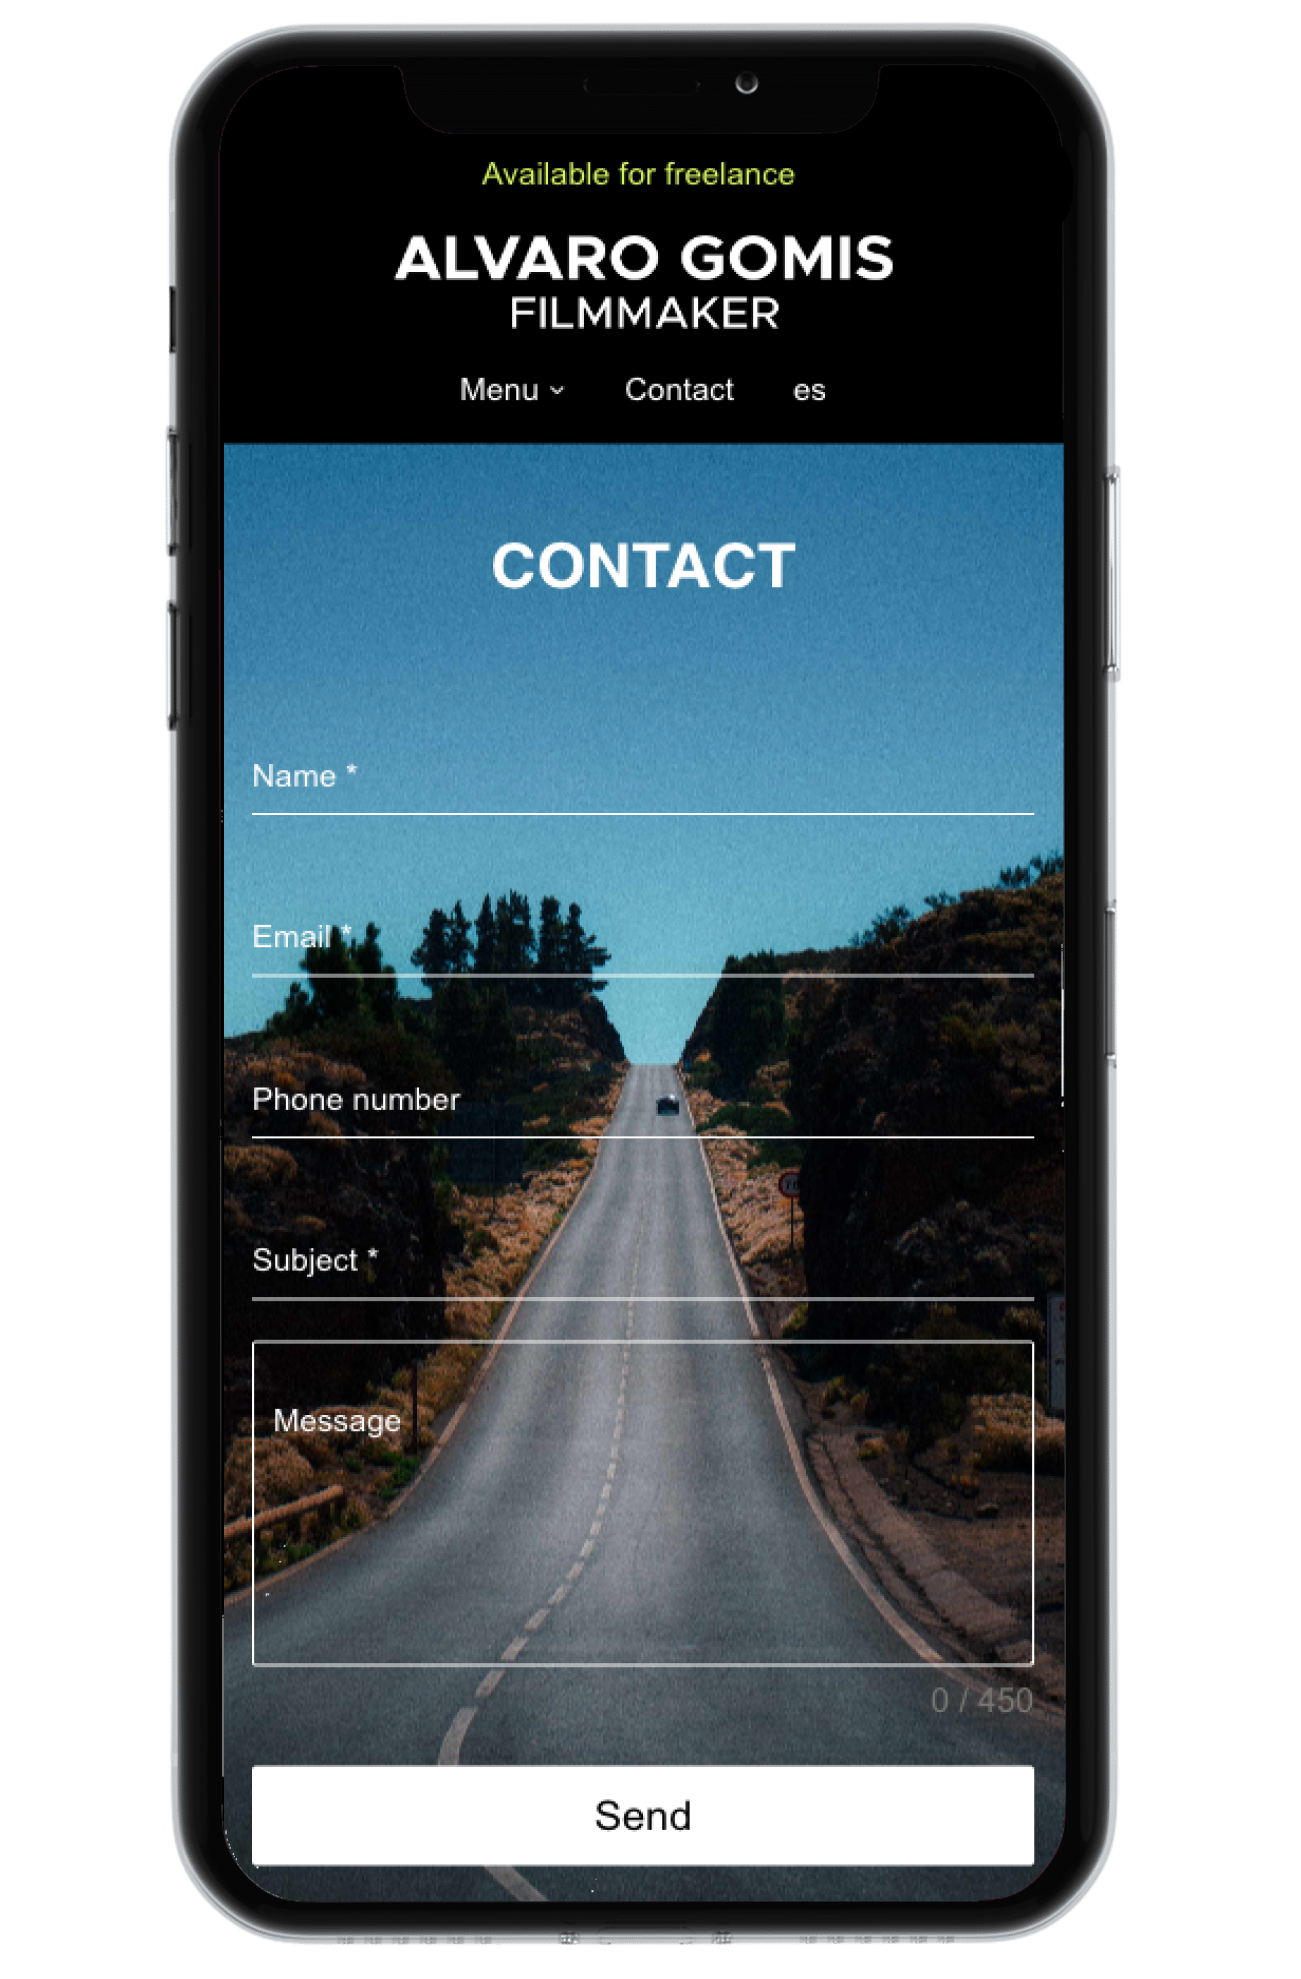 Available for freelance
ALVARO GOMIS
FILMMAKER
Menu Contact es
CONTACT
Name *
Email *
Phone number
Subject *
Message
0 / 450
Send